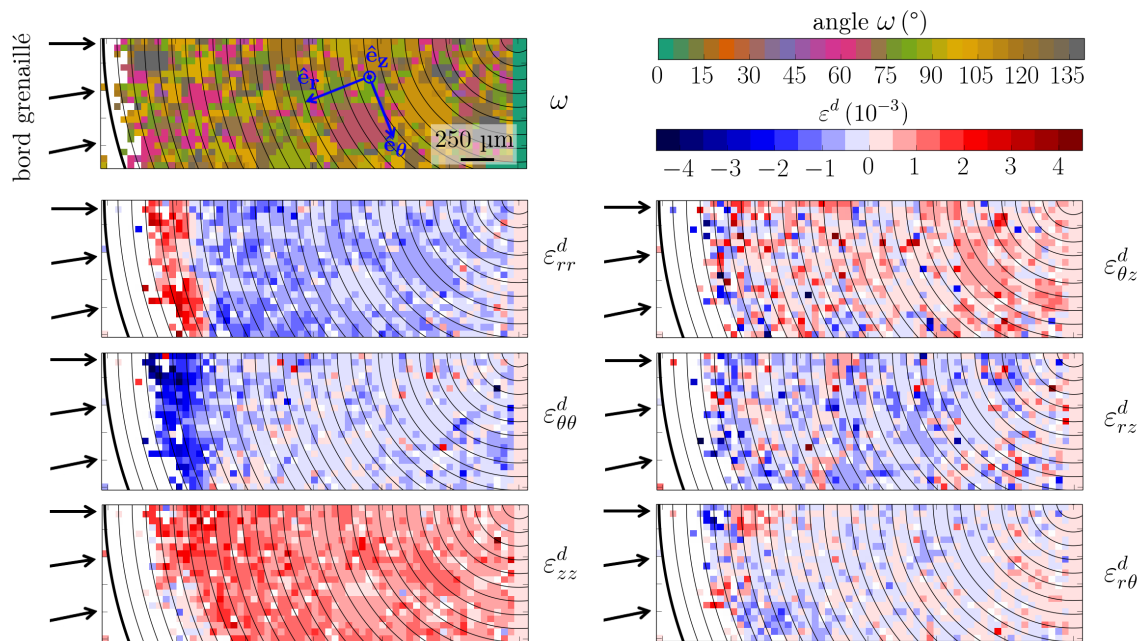 angle ω (°)
0 15 30 45 60 75 90 105 120 135
ε^d (10⁻³)
−4 −3 −2 −1 0 1 2 3 4
bord grenaillé
ê_z
ê_r
ê_θ
250 µm
ω
ε^d_rr
ε^d_θz
ε^d_θθ
ε^d_rz
ε^d_zz
ε^d_rθ